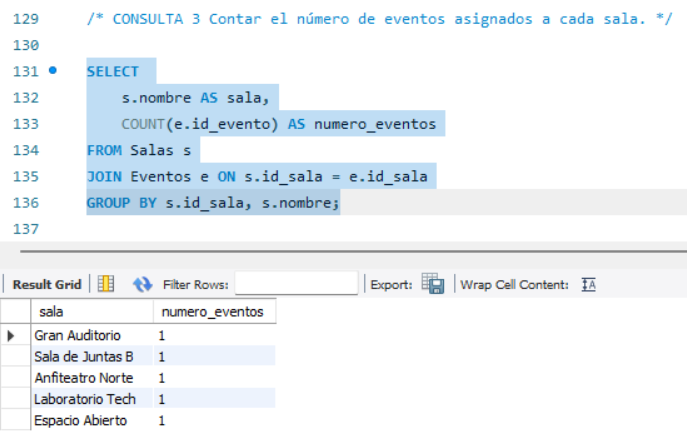 129 /* CONSULTA 3 Contar el número de eventos asignados a cada sala. */
130
131 SELECT
132 s.nombre AS sala,
133 COUNT(e.id_evento) AS numero_eventos
134 FROM Salas s
135 JOIN Eventos e ON s.id_sala = e.id_sala
136 GROUP BY s.id_sala, s.nombre;
137
Result Grid Filter Rows: Export: Wrap Cell Content: IA
sala numero_eventos
Gran Auditorio 1
Sala de Juntas B 1
Anfiteatro Norte 1
Laboratorio Tech 1
Espacio Abierto 1